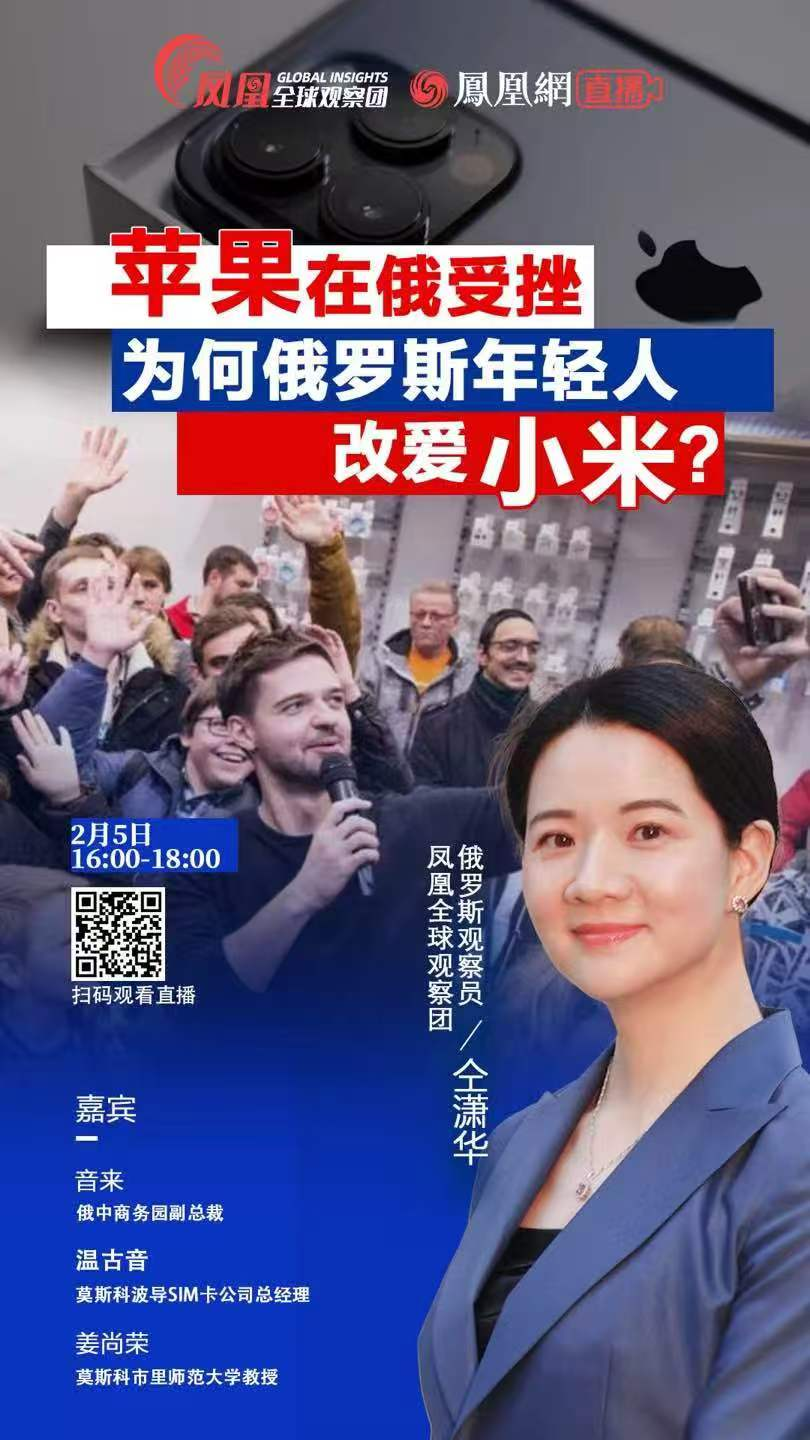 凤凰 GLOBAL INSIGHTS
全球观察团
鳳凰網 直播
苹果在俄受挫
为何俄罗斯年轻人
改爱小米?
2月5日
16:00-18:00
扫码观看直播
俄罗斯观察员
凤凰全球观察团
/仝潇华
嘉宾
音来
俄中商务园副总裁
温古音
莫斯科波导SIM卡公司总经理
姜尚荣
莫斯科市里师范大学教授